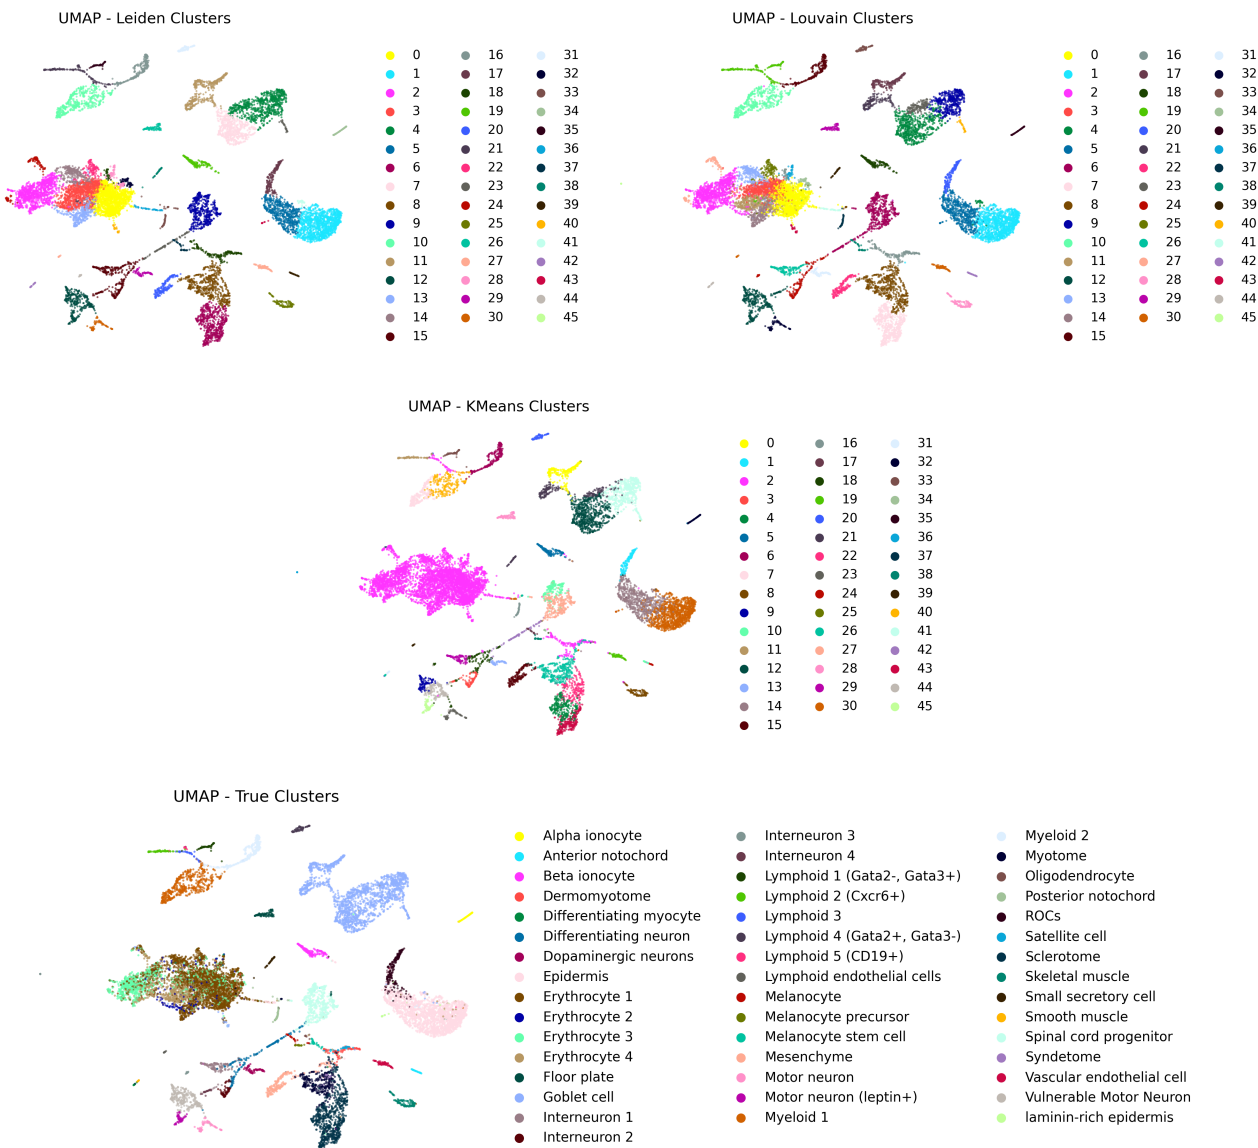 UMAP - Leiden Clusters
0 16 31
1 17 32
2 18 33
3 19 34
4 20 35
5 21 36
6 22 37
7 23 38
8 24 39
9 25 40
10 26 41
11 27 42
12 28 43
13 29 44
14 30 45
15
UMAP - Louvain Clusters
0 16 31
1 17 32
2 18 33
3 19 34
4 20 35
5 21 36
6 22 37
7 23 38
8 24 39
9 25 40
10 26 41
11 27 42
12 28 43
13 29 44
14 30 45
15
UMAP - KMeans Clusters
0 16 31
1 17 32
2 18 33
3 19 34
4 20 35
5 21 36
6 22 37
7 23 38
8 24 39
9 25 40
10 26 41
11 27 42
12 28 43
13 29 44
14 30 45
15
UMAP - True Clusters
Alpha ionocyte Interneuron 3 Myeloid 2
Anterior notochord Interneuron 4 Myotome
Beta ionocyte Lymphoid 1 (Gata2-, Gata3+) Oligodendrocyte
Dermomyotome Lymphoid 2 (Cxcr6+) Posterior notochord
Differentiating myocyte Lymphoid 3 ROCs
Differentiating neuron Lymphoid 4 (Gata2+, Gata3-) Satellite cell
Dopaminergic neurons Lymphoid 5 (CD19+) Sclerotome
Epidermis Lymphoid endothelial cells Skeletal muscle
Erythrocyte 1 Melanocyte Small secretory cell
Erythrocyte 2 Melanocyte precursor Smooth muscle
Erythrocyte 3 Melanocyte stem cell Spinal cord progenitor
Erythrocyte 4 Mesenchyme Syndetome
Floor plate Motor neuron Vascular endothelial cell
Goblet cell Motor neuron (leptin+) Vulnerable Motor Neuron
Interneuron 1 Myeloid 1 laminin-rich epidermis
Interneuron 2